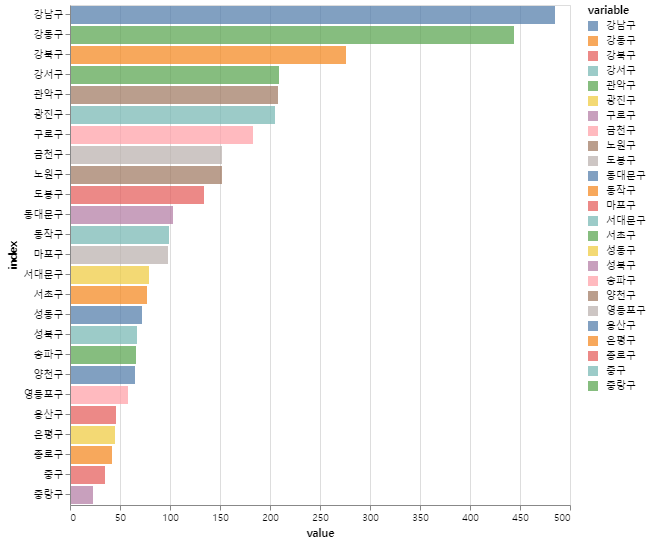 variable
강남구
강동구
강북구
강서구
관악구
광진구
구로구
금천구
노원구
도봉구
동대문구
동작구
마포구
서대문구
서초구
성동구
성북구
송파구
양천구
영등포구
용산구
은평구
종로구
중구
중랑구
index
강남구
강동구
강북구
강서구
관악구
광진구
구로구
금천구
노원구
도봉구
동대문구
동작구
마포구
서대문구
서초구
성동구
성북구
송파구
양천구
영등포구
용산구
은평구
종로구
중구
중랑구
0 50 100 150 200 250 300 350 400 450 500
value